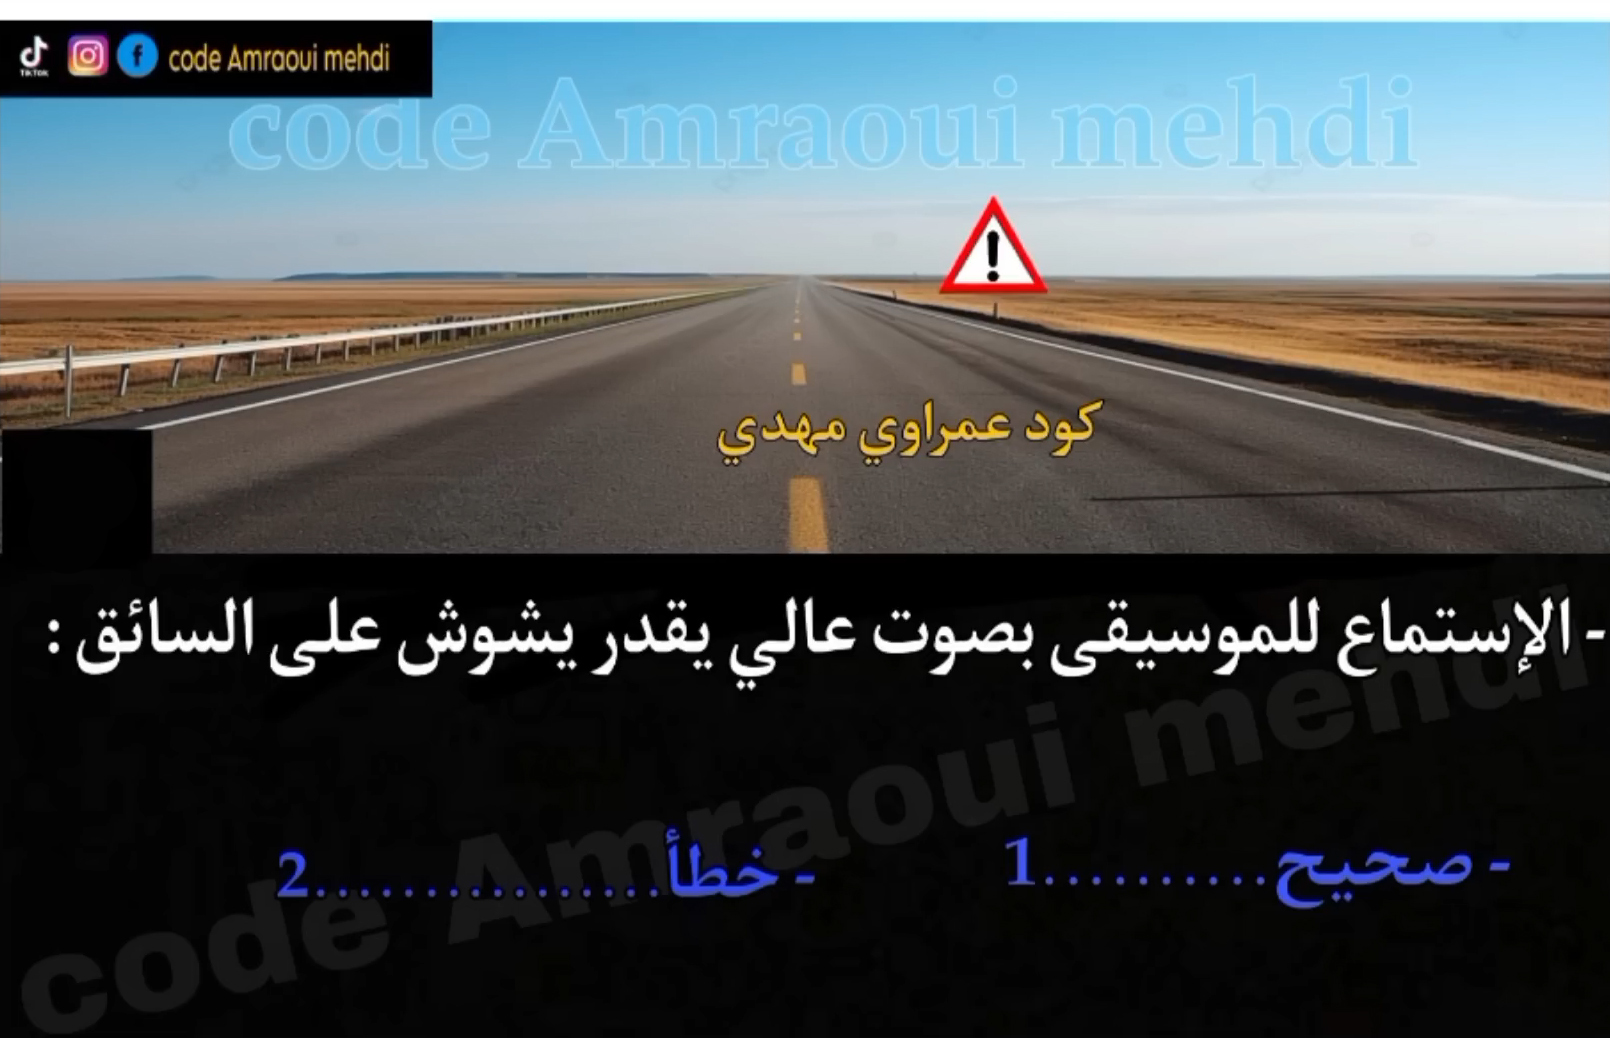 TikTok
code Amraoui mehdi
code Amraoui mehdi
!
كود عمراوي مهدي
- الإستماع للموسيقى بصوت عالي يقدر يشوش على السائق :
- صحيح..........1 - خطأ................2
code Amraoui mehdi